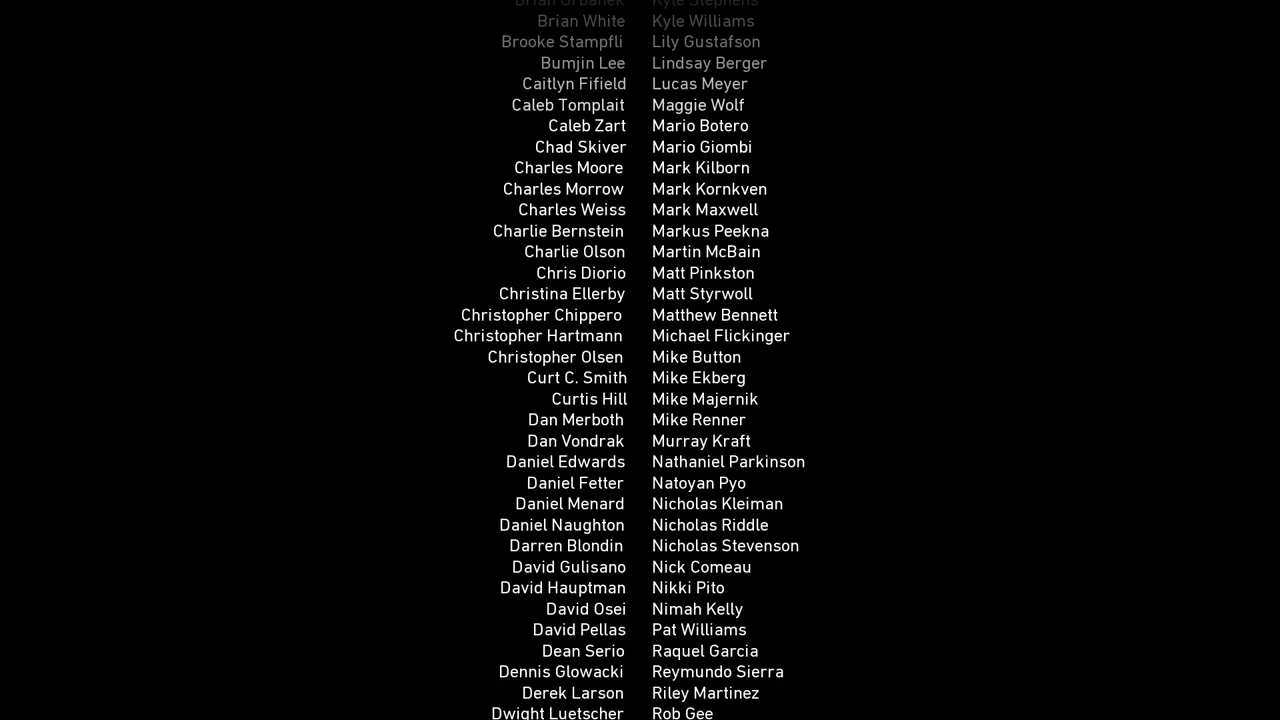 Brian White Kyle Williams
Brooke Stampfli Lily Gustafson
Bumjin Lee Lindsay Berger
Caitlyn Fifield Lucas Meyer
Caleb Tomplait Maggie Wolf
Caleb Zart Mario Botero
Chad Skiver Mario Giombi
Charles Moore Mark Kilborn
Charles Morrow Mark Kornkven
Charles Weiss Mark Maxwell
Charlie Bernstein Markus Peekna
Charlie Olson Martin McBain
Chris Diorio Matt Pinkston
Christina Ellerby Matt Styrwoll
Christopher Chippero Matthew Bennett
Christopher Hartmann Michael Flickinger
Christopher Olsen Mike Button
Curt C. Smith Mike Ekberg
Curtis Hill Mike Majernik
Dan Merboth Mike Renner
Dan Vondrak Murray Kraft
Daniel Edwards Nathaniel Parkinson
Daniel Fetter Natoyan Pyo
Daniel Menard Nicholas Kleiman
Daniel Naughton Nicholas Riddle
Darren Blondin Nicholas Stevenson
David Gulisano Nick Comeau
David Hauptman Nikki Pito
David Osei Nimah Kelly
David Pellas Pat Williams
Dean Serio Raquel Garcia
Dennis Glowacki Reymundo Sierra
Derek Larson Riley Martinez
Dwight Luetscher Rob Gee